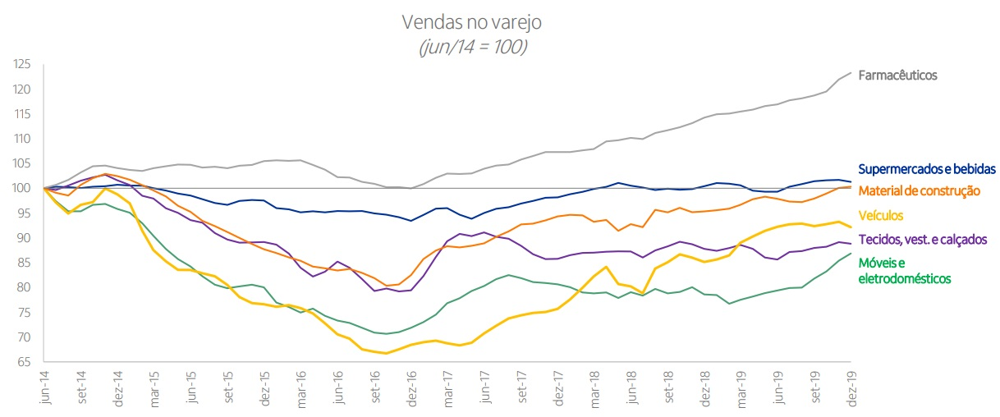 Vendas no varejo
(jun/14 = 100)
125
120
115
110
105
100
95
90
85
80
75
70
65
Farmacêuticos
Supermercados e bebidas
Material de construção
Veículos
Tecidos, vest. e calçados
Móveis e
eletrodomésticos
jun-14
set-14
dez-14
mar-15
jun-15
set-15
dez-15
mar-16
jun-16
set-16
dez-16
mar-17
jun-17
set-17
dez-17
mar-18
jun-18
set-18
dez-18
mar-19
jun-19
set-19
dez-19